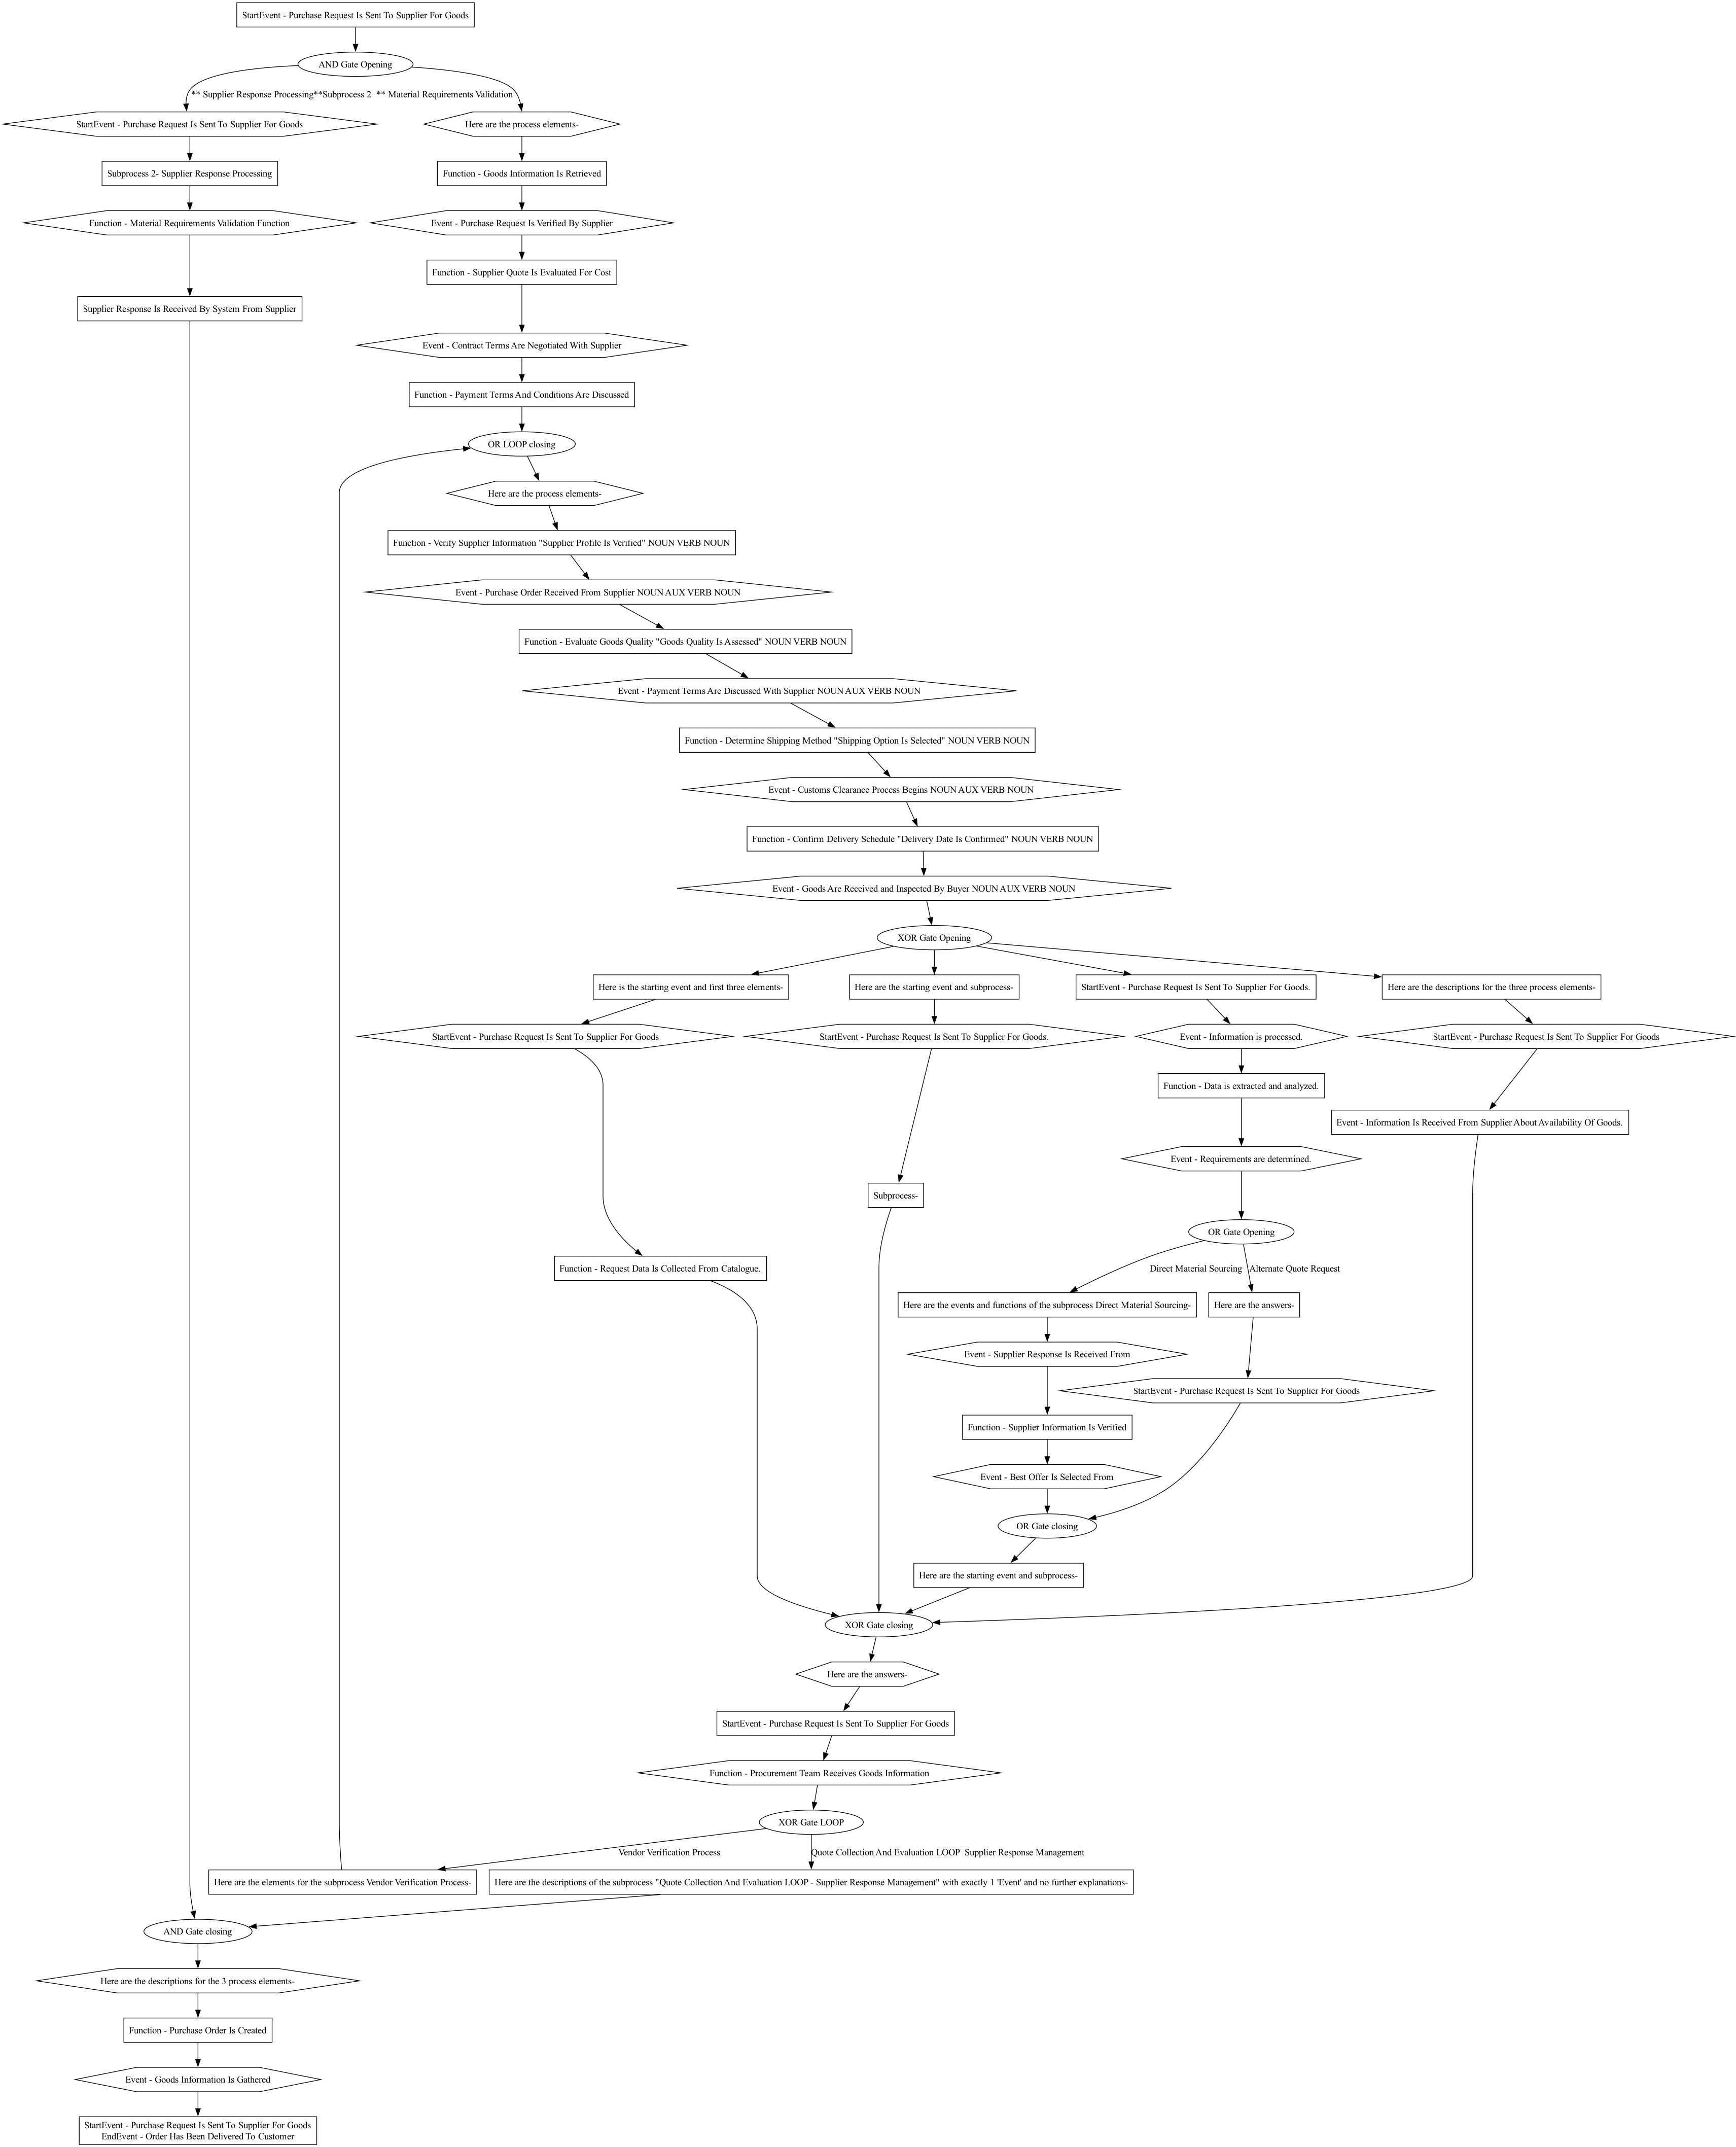 StartEvent - Purchase Request Is Sent To Supplier For Goods
AND Gate Opening
** Supplier Response Processing**Subprocess 2
** Material Requirements Validation
StartEvent - Purchase Request Is Sent To Supplier For Goods
Here are the process elements-
Subprocess 2- Supplier Response Processing
Function - Goods Information Is Retrieved
Function - Material Requirements Validation Function
Event - Purchase Request Is Verified By Supplier
Function - Supplier Quote Is Evaluated For Cost
Supplier Response Is Received By System From Supplier
Event - Contract Terms Are Negotiated With Supplier
Function - Payment Terms And Conditions Are Discussed
OR LOOP closing
Here are the process elements-
Function - Verify Supplier Information "Supplier Profile Is Verified" NOUN VERB NOUN
Event - Purchase Order Received From Supplier NOUN AUX VERB NOUN
Function - Evaluate Goods Quality "Goods Quality Is Assessed" NOUN VERB NOUN
Event - Payment Terms Are Discussed With Supplier NOUN AUX VERB NOUN
Function - Determine Shipping Method "Shipping Option Is Selected" NOUN VERB NOUN
Event - Customs Clearance Process Begins NOUN AUX VERB NOUN
Function - Confirm Delivery Schedule "Delivery Date Is Confirmed" NOUN VERB NOUN
Event - Goods Are Received and Inspected By Buyer NOUN AUX VERB NOUN
XOR Gate Opening
Here is the starting event and first three elements-
Here are the starting event and subprocess-
StartEvent - Purchase Request Is Sent To Supplier For Goods.
Here are the descriptions for the three process elements-
StartEvent - Purchase Request Is Sent To Supplier For Goods
StartEvent - Purchase Request Is Sent To Supplier For Goods.
Event - Information is processed.
StartEvent - Purchase Request Is Sent To Supplier For Goods
Function - Data is extracted and analyzed.
Event - Information Is Received From Supplier About Availability Of Goods.
Event - Requirements are determined.
Subprocess-
OR Gate Opening
Function - Request Data Is Collected From Catalogue.
Direct Material Sourcing
Alternate Quote Request
Here are the events and functions of the subprocess Direct Material Sourcing-
Here are the answers-
Event - Supplier Response Is Received From
StartEvent - Purchase Request Is Sent To Supplier For Goods
Function - Supplier Information Is Verified
Event - Best Offer Is Selected From
OR Gate closing
Here are the starting event and subprocess-
XOR Gate closing
Here are the answers-
StartEvent - Purchase Request Is Sent To Supplier For Goods
Function - Procurement Team Receives Goods Information
XOR Gate LOOP
Vendor Verification Process
Quote Collection And Evaluation LOOP  Supplier Response Management
Here are the elements for the subprocess Vendor Verification Process-
Here are the descriptions of the subprocess "Quote Collection And Evaluation LOOP - Supplier Response Management" with exactly 1 'Event' and no further explanations-
AND Gate closing
Here are the descriptions for the 3 process elements-
Function - Purchase Order Is Created
Event - Goods Information Is Gathered
StartEvent - Purchase Request Is Sent To Supplier For Goods
EndEvent - Order Has Been Delivered To Customer